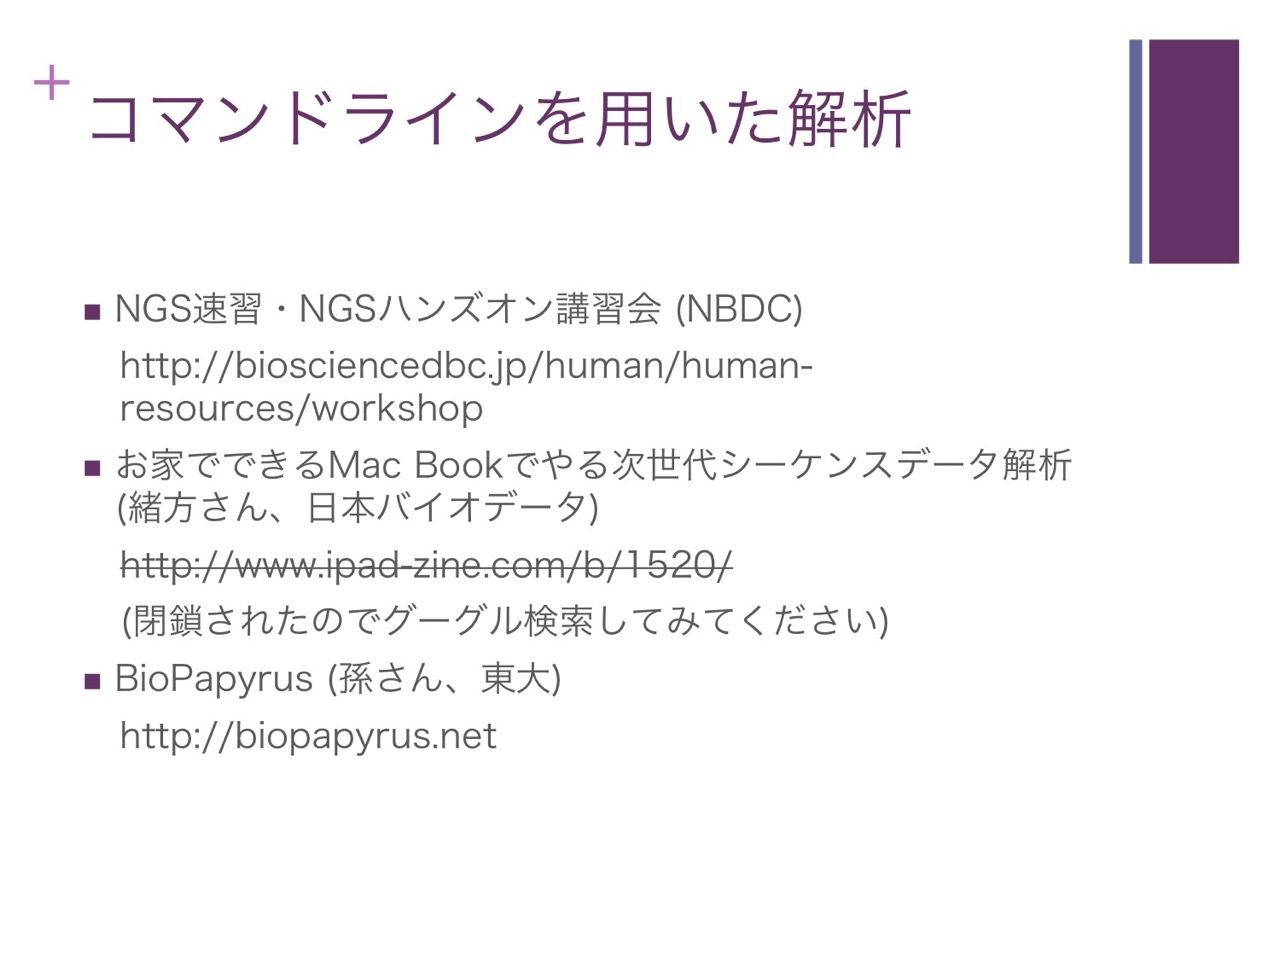 +
コマンドラインを用いた解析
■ NGS速習・NGSハンズオン講習会 (NBDC)
http://biosciencedbc.jp/human/human-
resources/workshop
■ お家でできるMac Bookでやる次世代シーケンスデータ解析
(緒方さん、日本バイオデータ)
http://www.ipad-zine.com/b/1520/
(閉鎖されたのでグーグル検索してみてください)
■ BioPapyrus (孫さん、東大)
http://biopapyrus.net